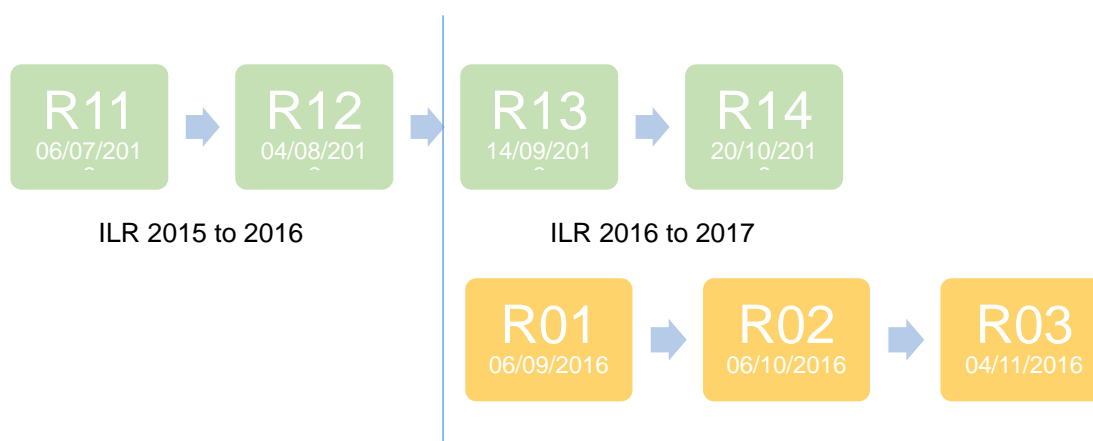 R11
06/07/201
R12
04/08/201
R13
14/09/201
R14
20/10/201
ILR 2015 to 2016
ILR 2016 to 2017
R01
06/09/2016
R02
06/10/2016
R03
04/11/2016